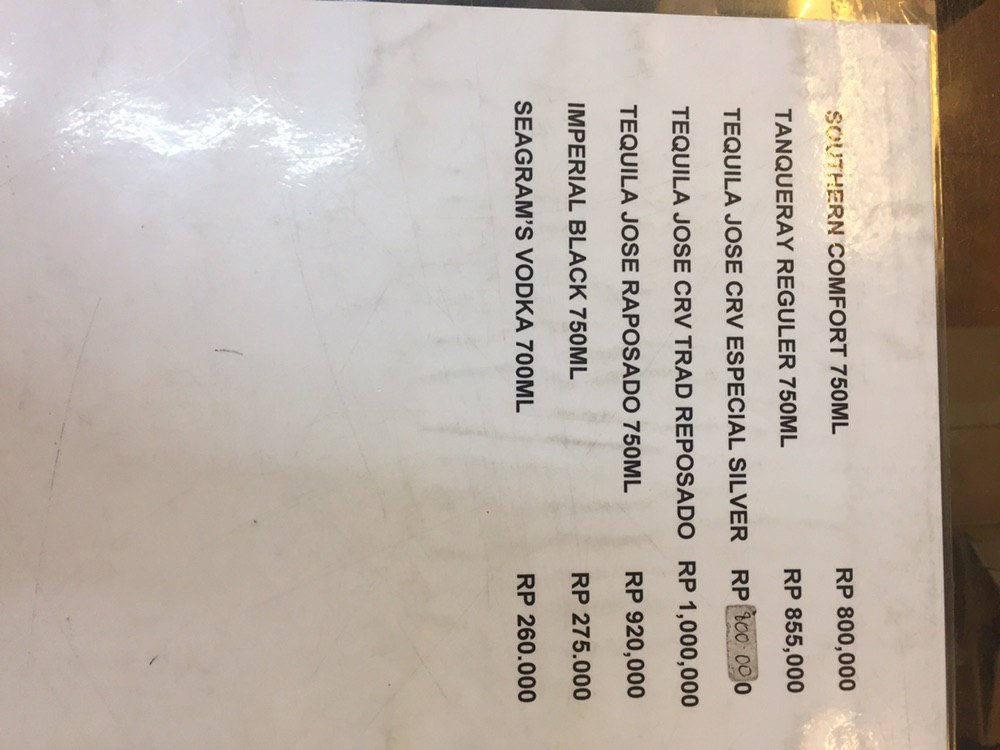 SOUTHERN COMFORT 750ML RP 800,000
TANQUERAY REGULER 750ML RP 855,000
TEQUILA JOSE CRV ESPECIAL SILVER RP
TEQUILA JOSE CRV TRAD REPOSADO RP 1,000,000
TEQUILA JOSE RAPOSADO 750ML RP 920,000
IMPERIAL BLACK 750ML RP 275.000
SEAGRAM'S VODKA 700ML RP 260.000